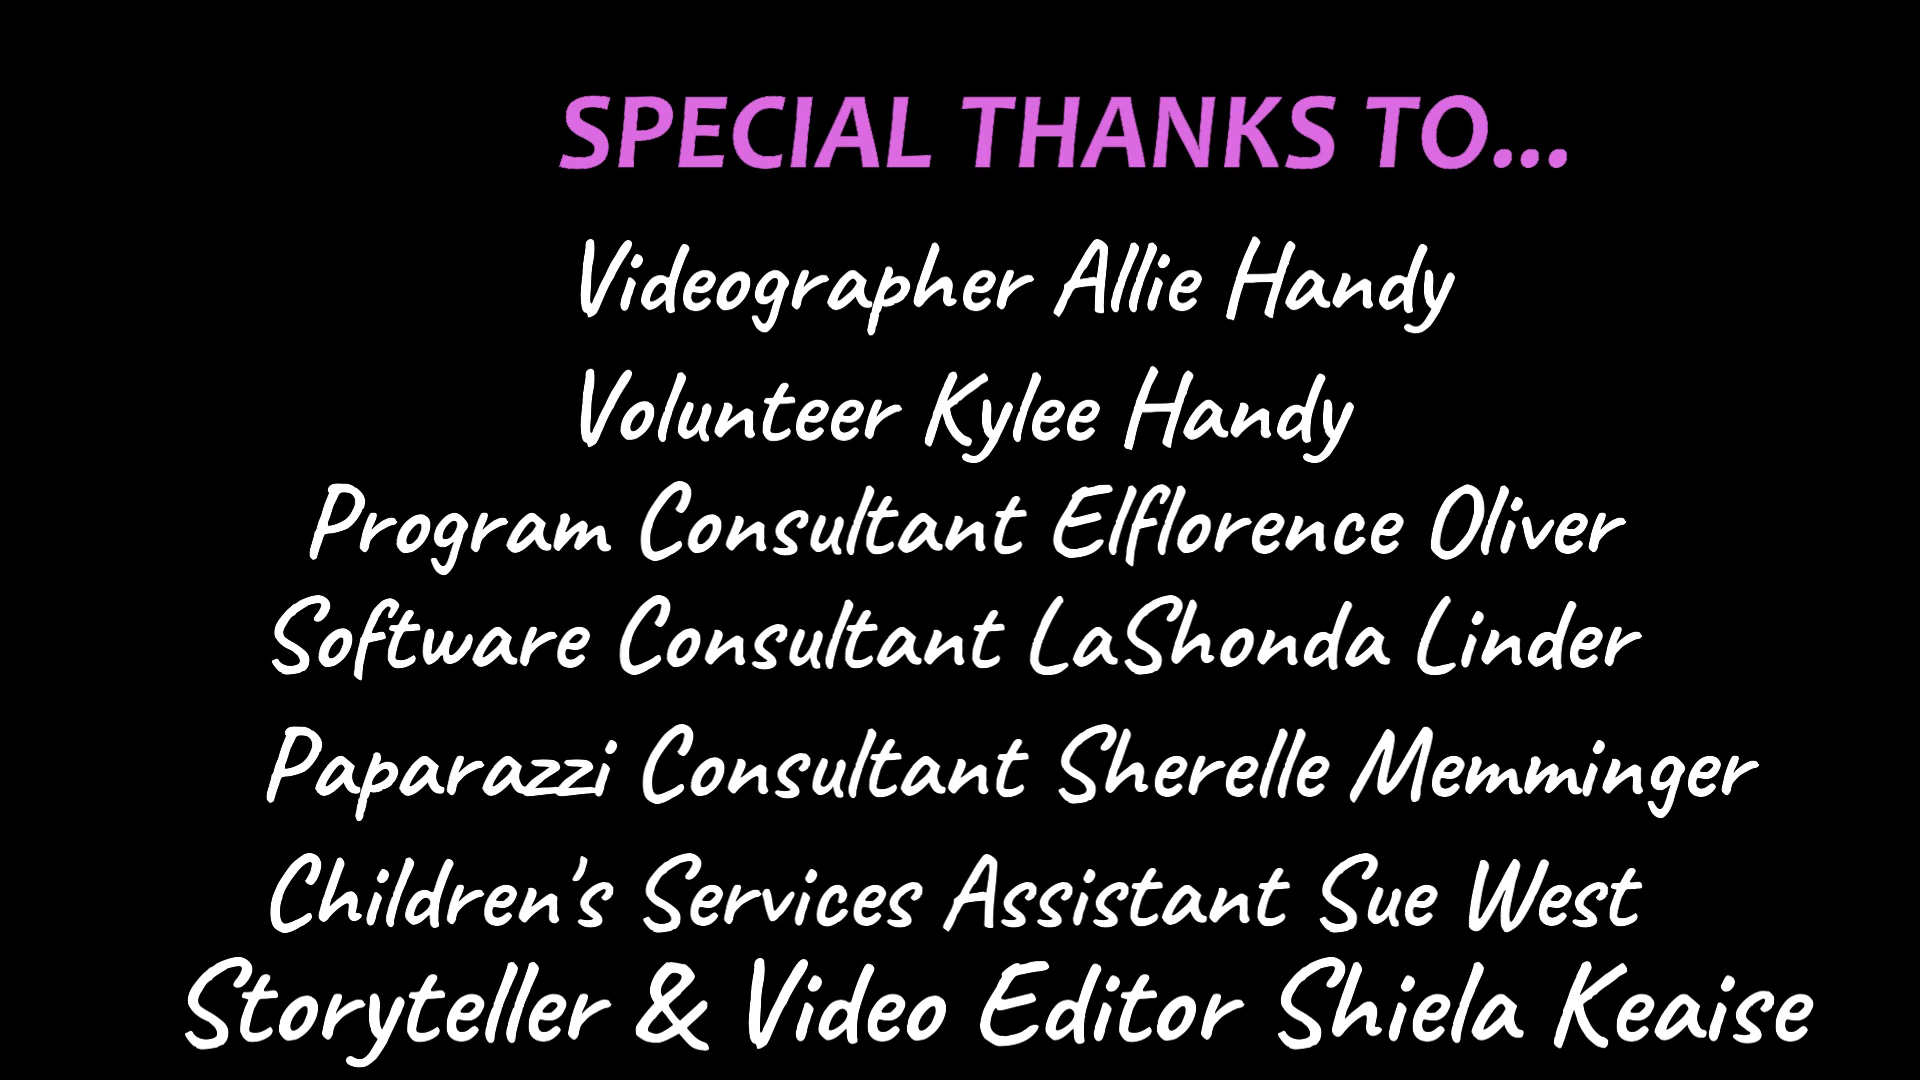 SPECIAL THANKS TO...
Videographer Allie Handy
Volunteer Kylee Handy
Program Consultant Elflorence Oliver
Software Consultant LaShonda Linder
Paparazzi Consultant Sherelle Memminger
Children's Services Assistant Sue West
Storyteller & Video Editor Shiela Keaise